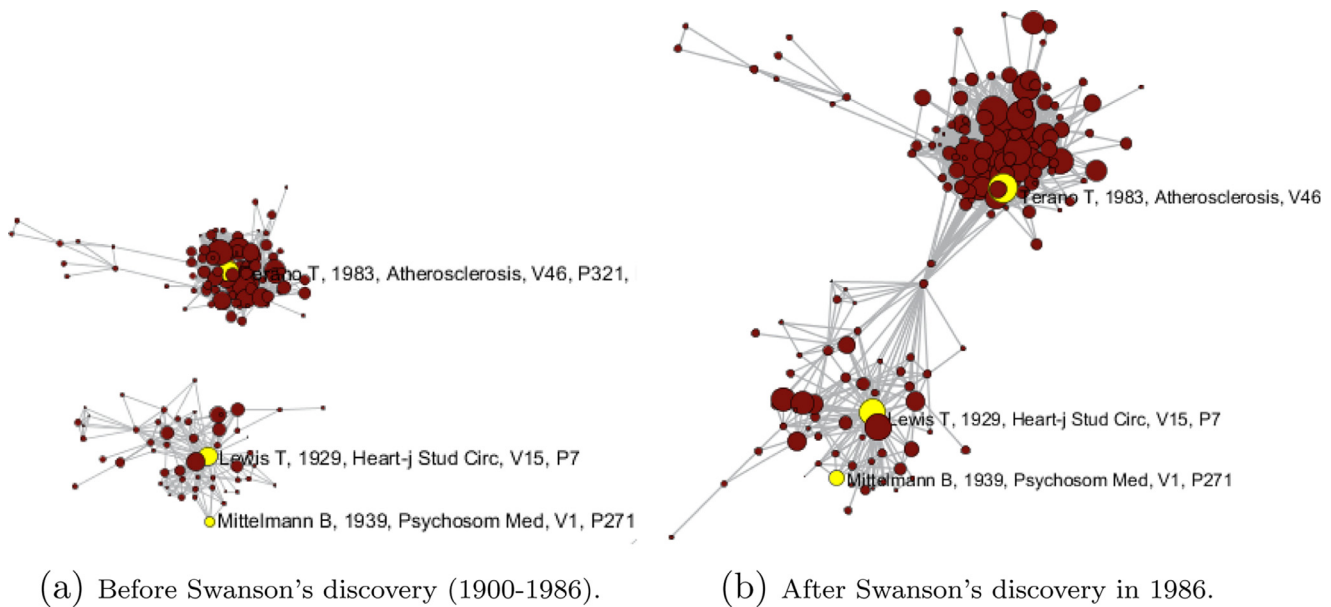 Terano T, 1983, Atherosclerosis, V46, P321,
Lewis T, 1929, Heart-j Stud Circ, V15, P7
Mittelmann B, 1939, Psychosom Med, V1, P271
(a) Before Swanson's discovery (1900-1986).
Terano T, 1983, Atherosclerosis, V46
Lewis T, 1929, Heart-j Stud Circ, V15, P7
Mittelmann B, 1939, Psychosom Med, V1, P271
(b) After Swanson's discovery in 1986.